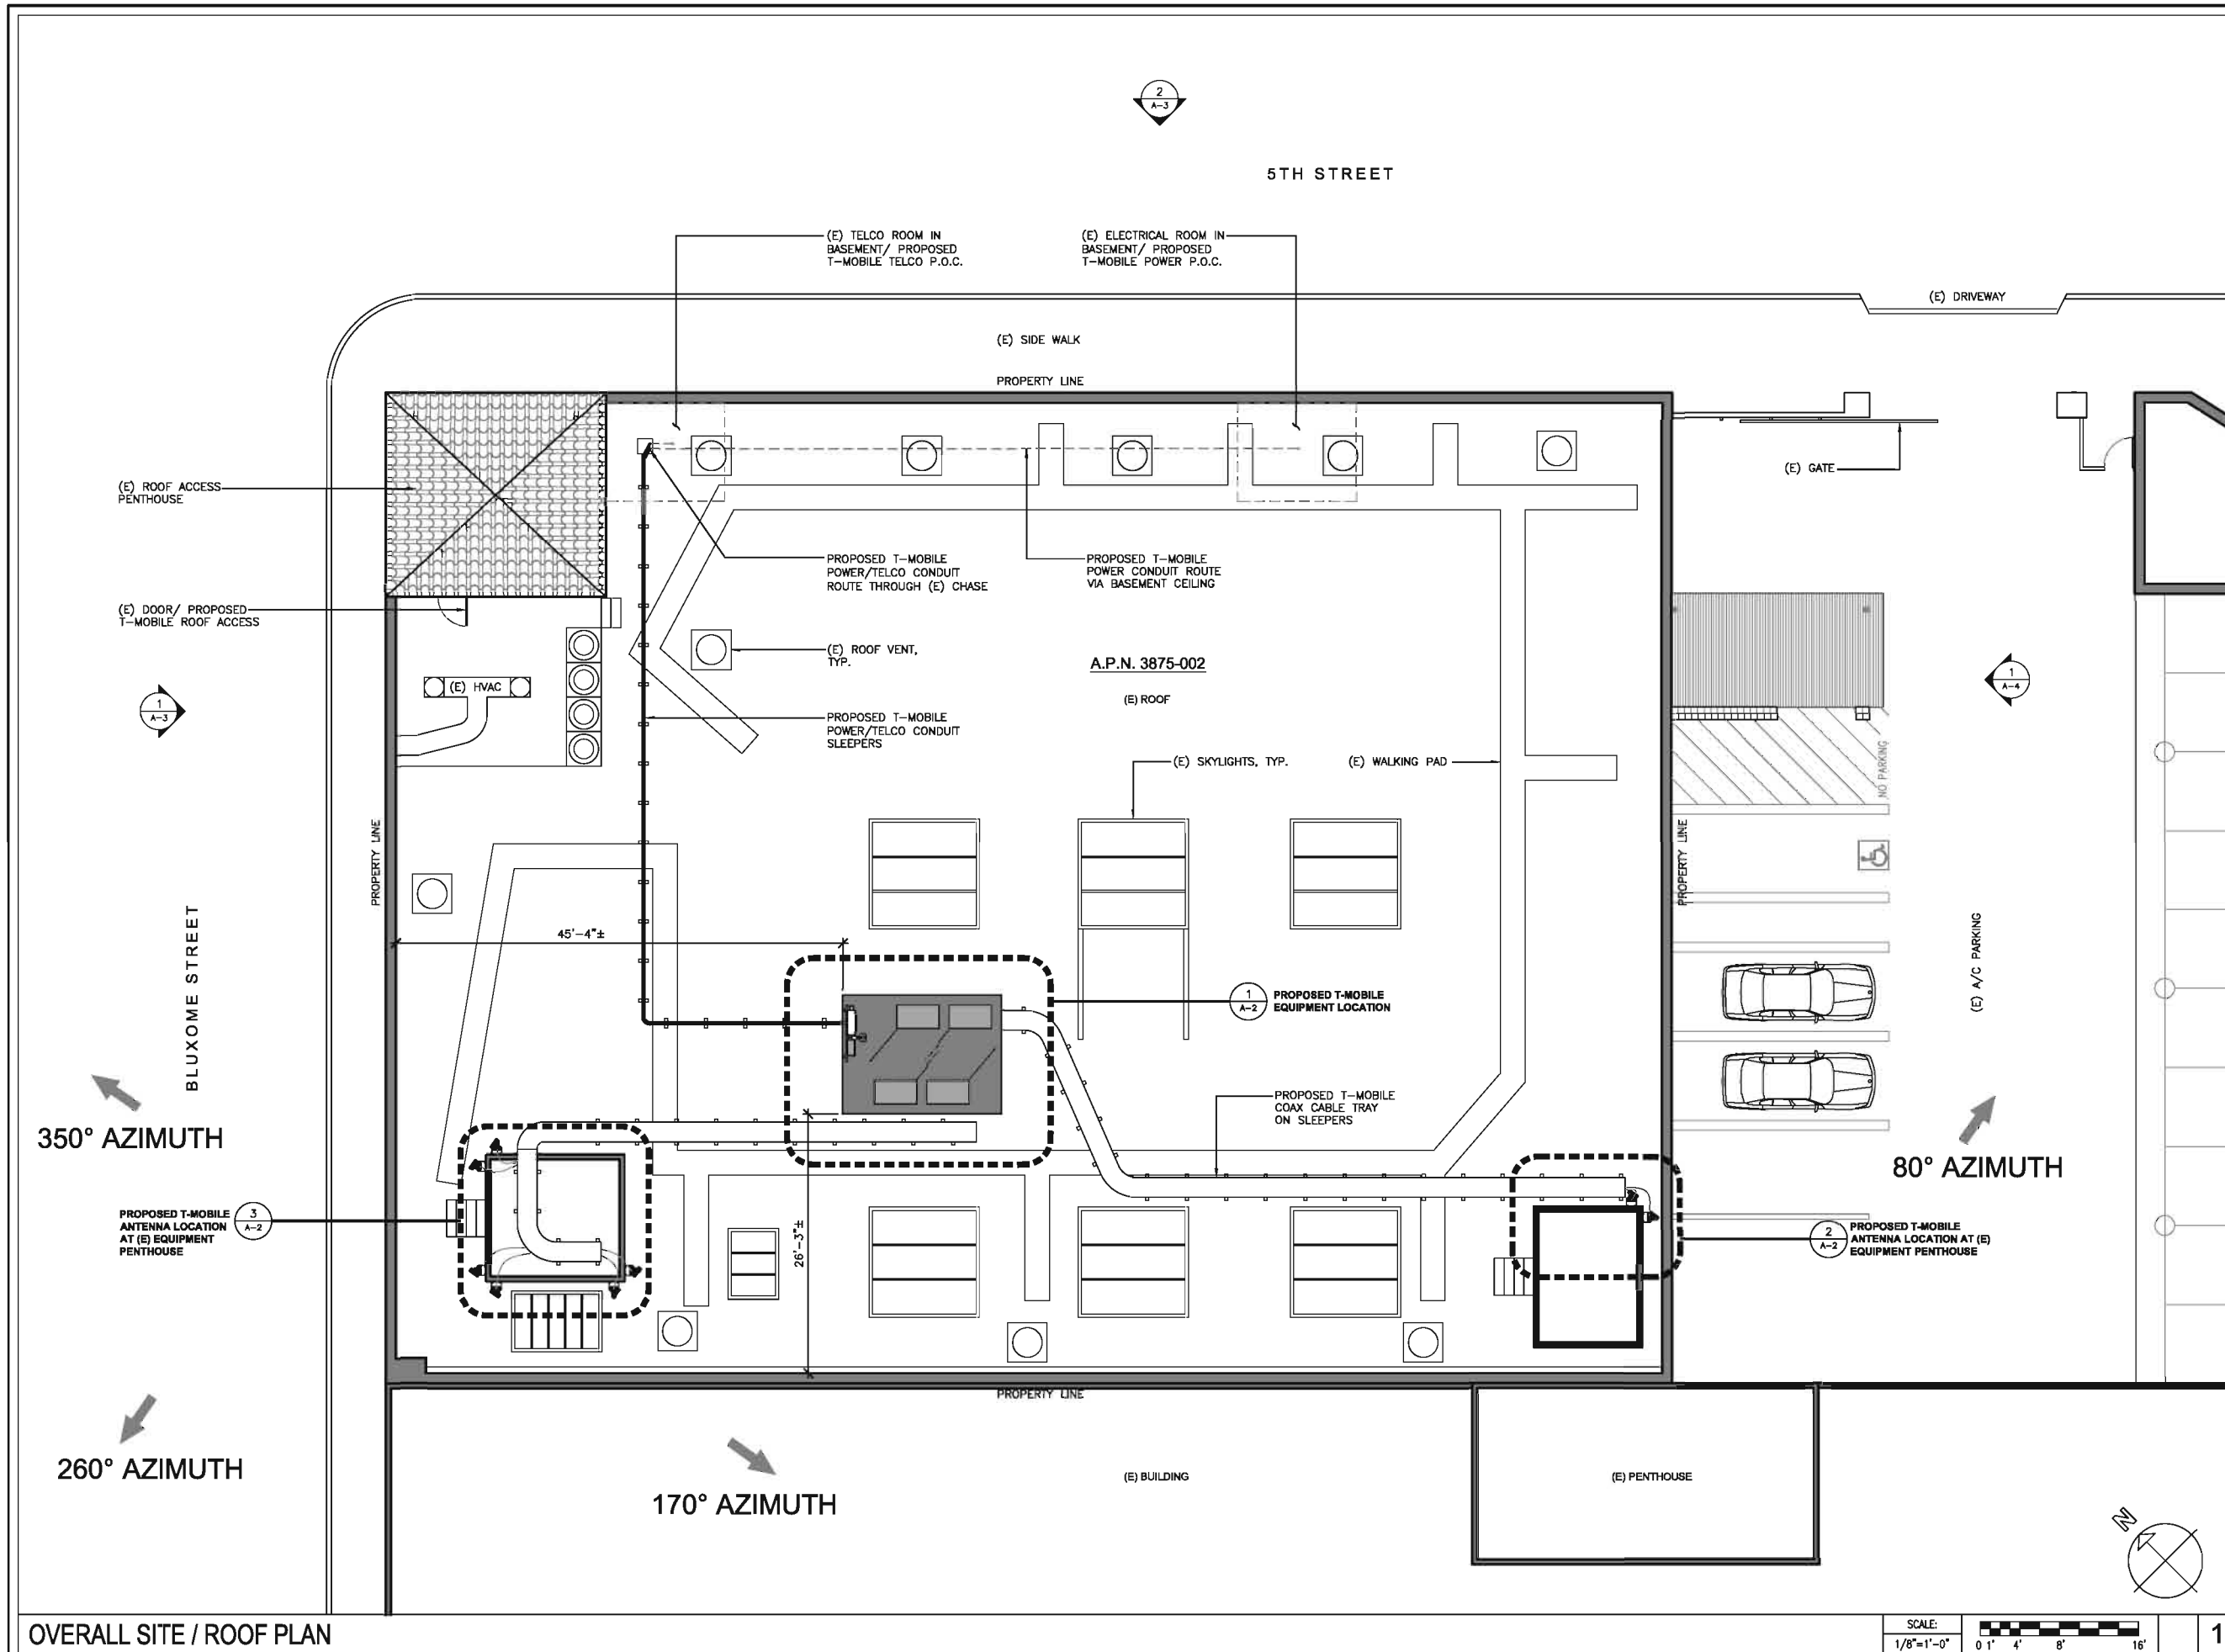 2
A-3
5TH STREET
(E) TELCO ROOM IN
BASEMENT/ PROPOSED
T-MOBILE TELCO P.O.C.
(E) ELECTRICAL ROOM IN
BASEMENT/ PROPOSED
T-MOBILE POWER P.O.C.
(E) DRIVEWAY
(E) SIDE WALK
PROPERTY LINE
(E) GATE
(E) ROOF ACCESS
PENTHOUSE
PROPOSED T-MOBILE
POWER/TELCO CONDUIT
ROUTE THROUGH (E) CHASE
PROPOSED T-MOBILE
POWER CONDUIT ROUTE
VIA BASEMENT CEILING
(E) DOOR/ PROPOSED
T-MOBILE ROOF ACCESS
(E) ROOF VENT,
TYP.
A.P.N. 3875-002
(E) ROOF
(E) HVAC
1
A-3
1
A-4
PROPOSED T-MOBILE
POWER/TELCO CONDUIT
SLEEPERS
(E) SKYLIGHTS, TYP.
(E) WALKING PAD
NO PARKING
PROPERTY LINE
PROPERTY LINE
45'-4"±
BLUXOME STREET
(E) A/C PARKING
1
A-2
PROPOSED T-MOBILE
EQUIPMENT LOCATION
PROPOSED T-MOBILE
COAX CABLE TRAY
ON SLEEPERS
350° AZIMUTH
80° AZIMUTH
PROPOSED T-MOBILE
ANTENNA LOCATION
AT (E) EQUIPMENT
PENTHOUSE
3
A-2
26'-3"±
2
A-2
PROPOSED T-MOBILE
ANTENNA LOCATION AT (E)
EQUIPMENT PENTHOUSE
PROPERTY LINE
260° AZIMUTH
170° AZIMUTH
(E) BUILDING
(E) PENTHOUSE
N
OVERALL SITE / ROOF PLAN
SCALE:
1/8"=1'-0"
0 1' 4' 8' 16'
1